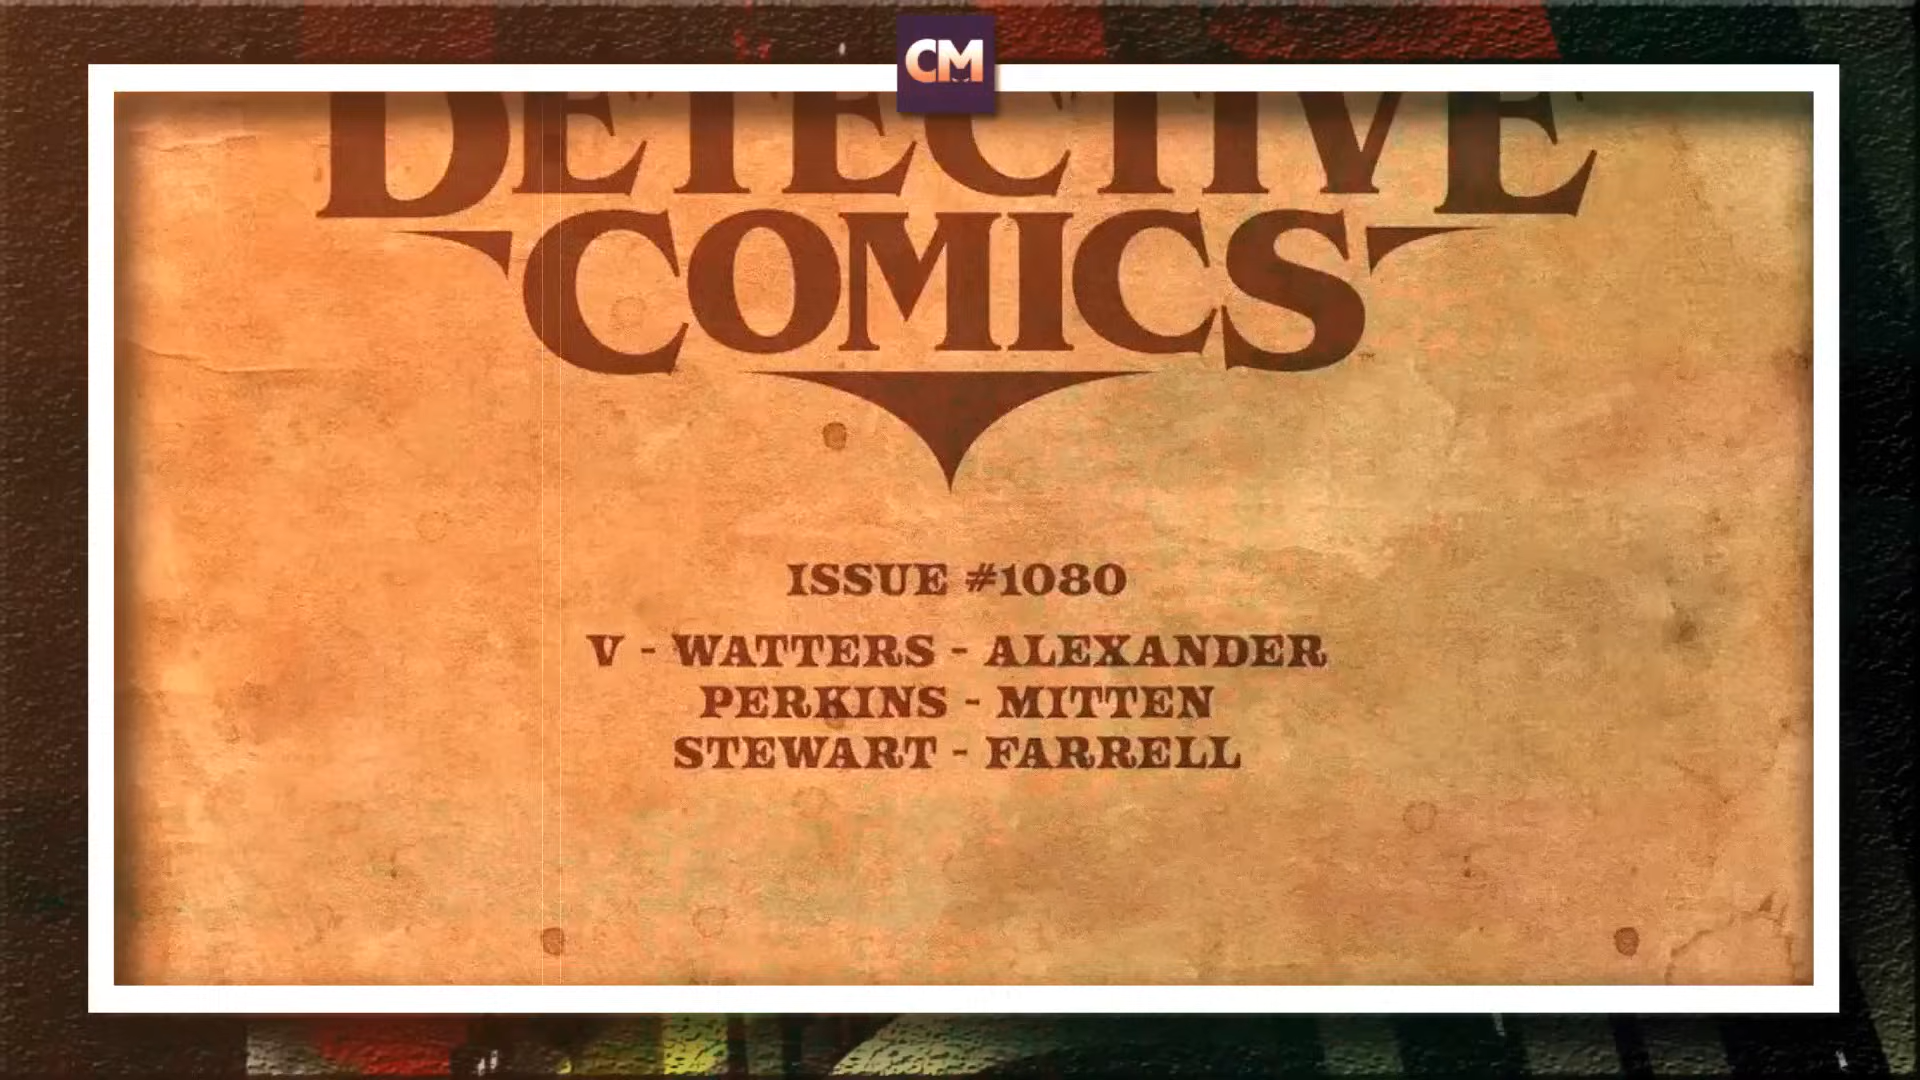 CM
DETECTIVE
COMICS
ISSUE #1080
V - WATTERS - ALEXANDER
PERKINS - MITTEN
STEWART - FARRELL